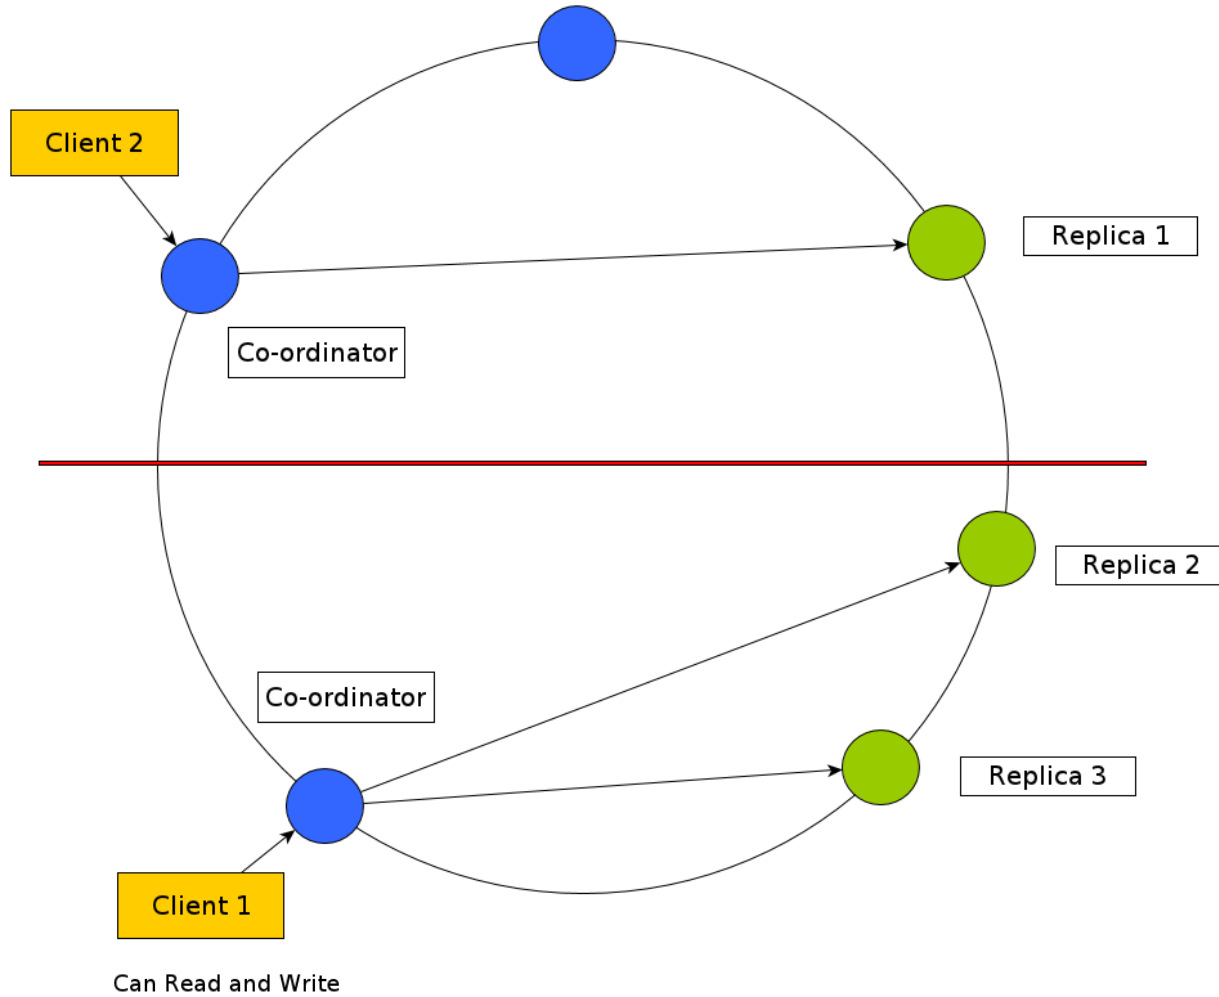 Client 2
Replica 1
Co-ordinator
Replica 2
Co-ordinator
Replica 3
Client 1
Can Read and Write